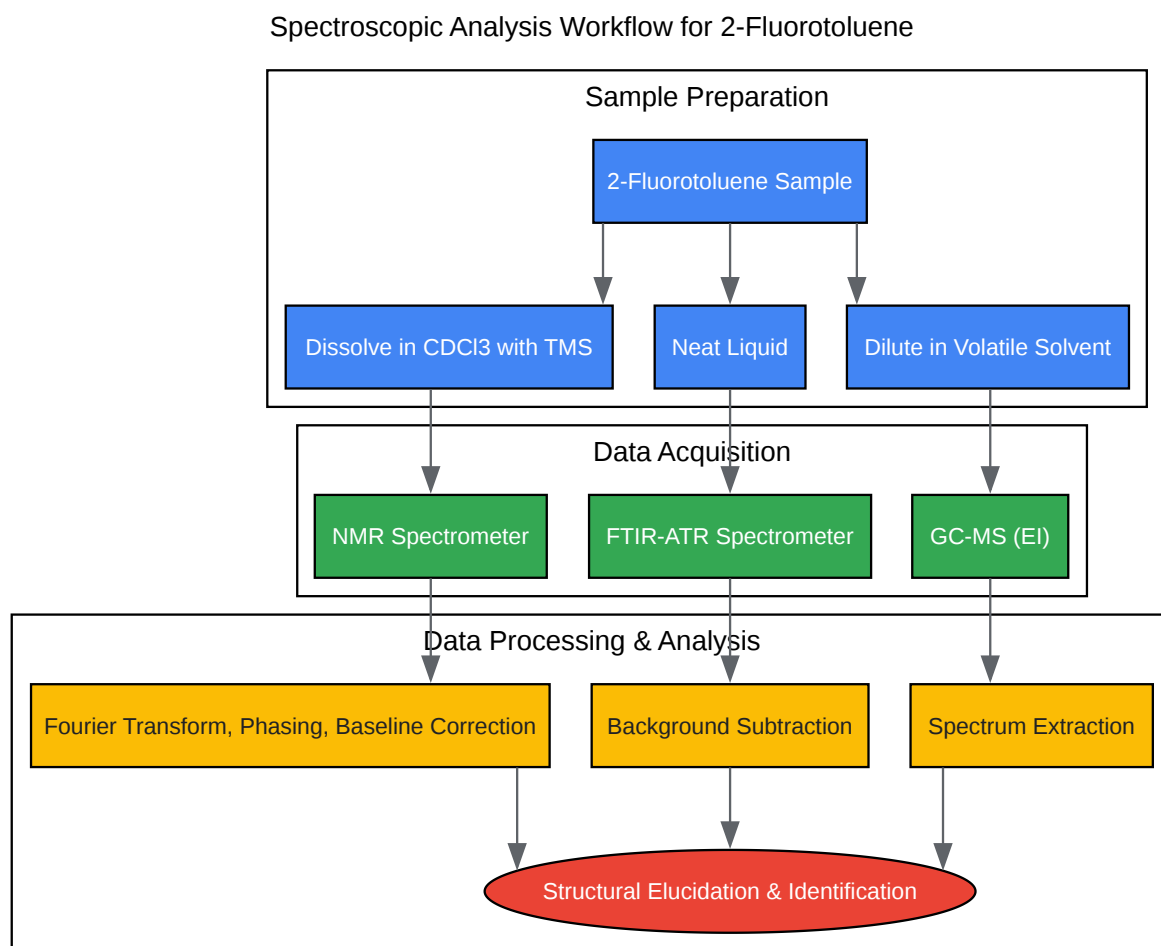 Spectroscopic Analysis Workflow for 2-Fluorotoluene
Sample Preparation
2-Fluorotoluene Sample
Dissolve in CDCl3 with TMS
Neat Liquid
Dilute in Volatile Solvent
Data Acquisition
NMR Spectrometer
FTIR-ATR Spectrometer
GC-MS (EI)
Data Processing & Analysis
Fourier Transform, Phasing, Baseline Correction
Background Subtraction
Spectrum Extraction
Structural Elucidation & Identification